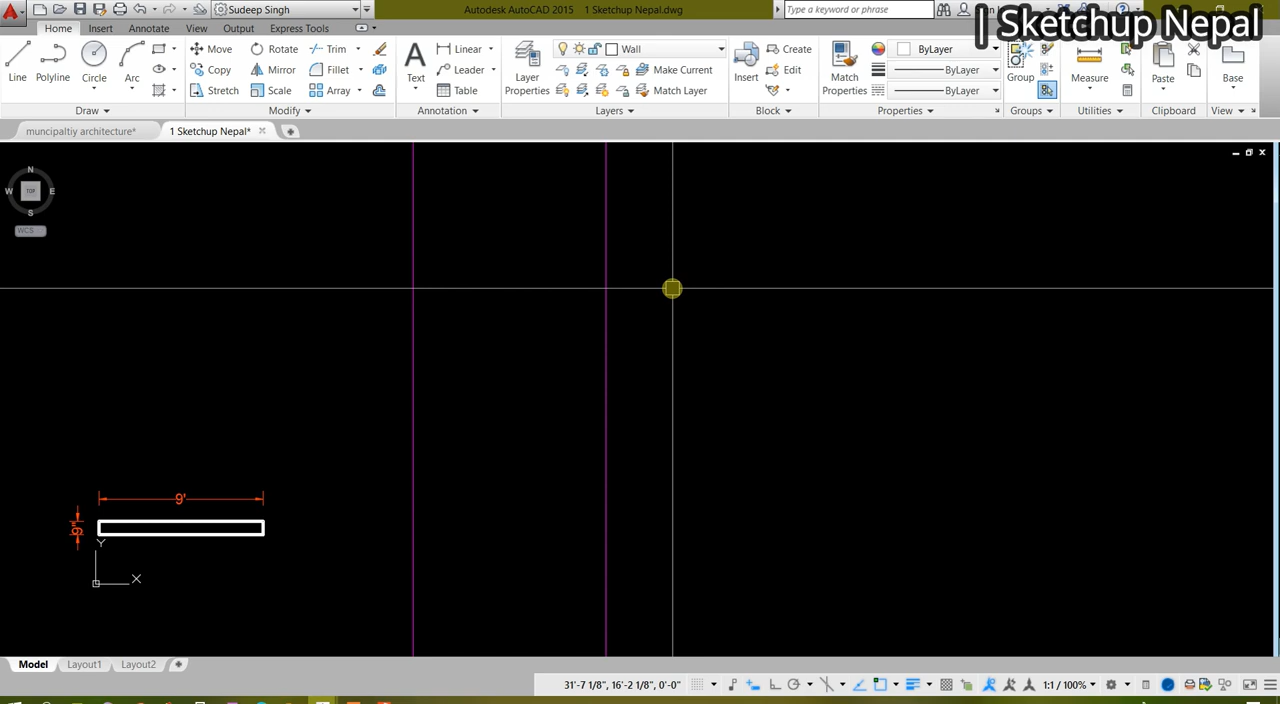 Sudeep Singh
Autodesk AutoCAD 2015 1 Sketchup Nepal.dwg
Type a keyword or phrase
| Sketchup Nepal
Home Insert Annotate View Output Express Tools
Line
Polyline
Circle
Arc
Draw
Move
Rotate
Trim
Copy
Mirror
Fillet
Stretch
Scale
Array
Modify
Text
Linear
Leader
Table
Annotation
Layer
Properties
Wall
Make Current
Match Layer
Layers
Insert
Create
Edit
Block
Match
Properties
ByLayer
ByLayer
ByLayer
Properties
Group
Groups
Measure
Utilities
Paste
Clipboard
Base
View
muncipaltiy architecture*
1 Sketchup Nepal*
N
W TOP E
S
WCS
9'
9"
Y
X
Model Layout1 Layout2
31'-7 1/8", 16'-2 1/8", 0'-0"
1:1 / 100%